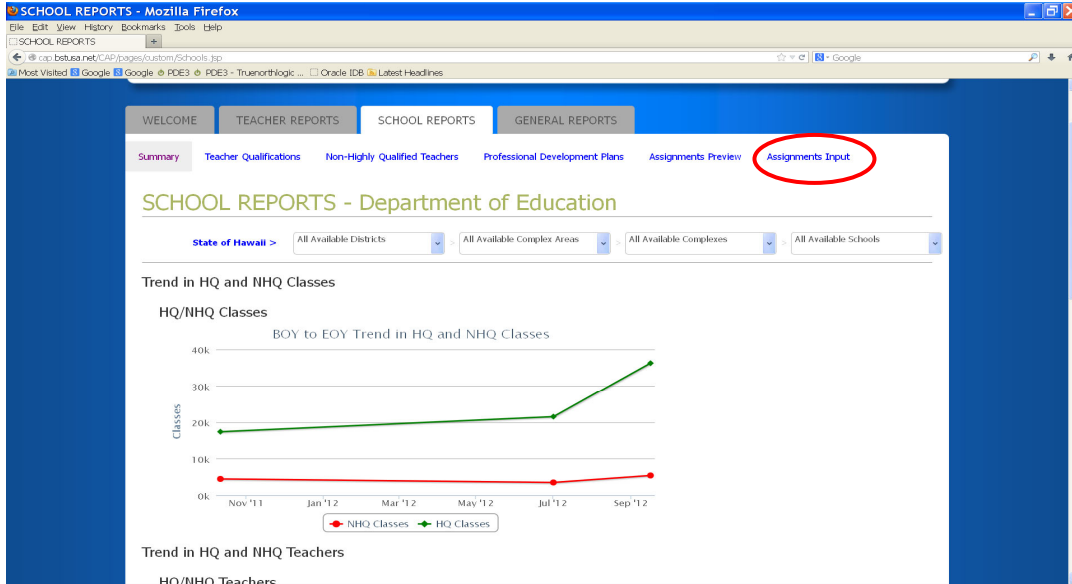 SCHOOL REPORTS - Mozilla Firefox
File Edit View History Bookmarks Tools Help
SCHOOL REPORTS +
cap.bstusa.net/CAP/pages/custom/Schools.jsp
8 - Google
Most Visited Google Google PDE3 PDE3 - Truenorthlogic ... Oracle IDB Latest Headlines
WELCOME TEACHER REPORTS SCHOOL REPORTS GENERAL REPORTS
Summary Teacher Qualifications Non-Highly Qualified Teachers Professional Development Plans Assignments Preview Assignments Input
SCHOOL REPORTS - Department of Education
State of Hawaii > All Available Districts > All Available Complex Areas > All Available Complexes > All Available Schools
Trend in HQ and NHQ Classes
HQ/NHQ Classes
BOY to EOY Trend in HQ and NHQ Classes
40k
30k
20k
10k
0k
Classes
Nov '11 Jan '12 Mar '12 May '12 Jul '12 Sep '12
NHQ Classes HQ Classes
Trend in HQ and NHQ Teachers
HQ/NHQ Teachers